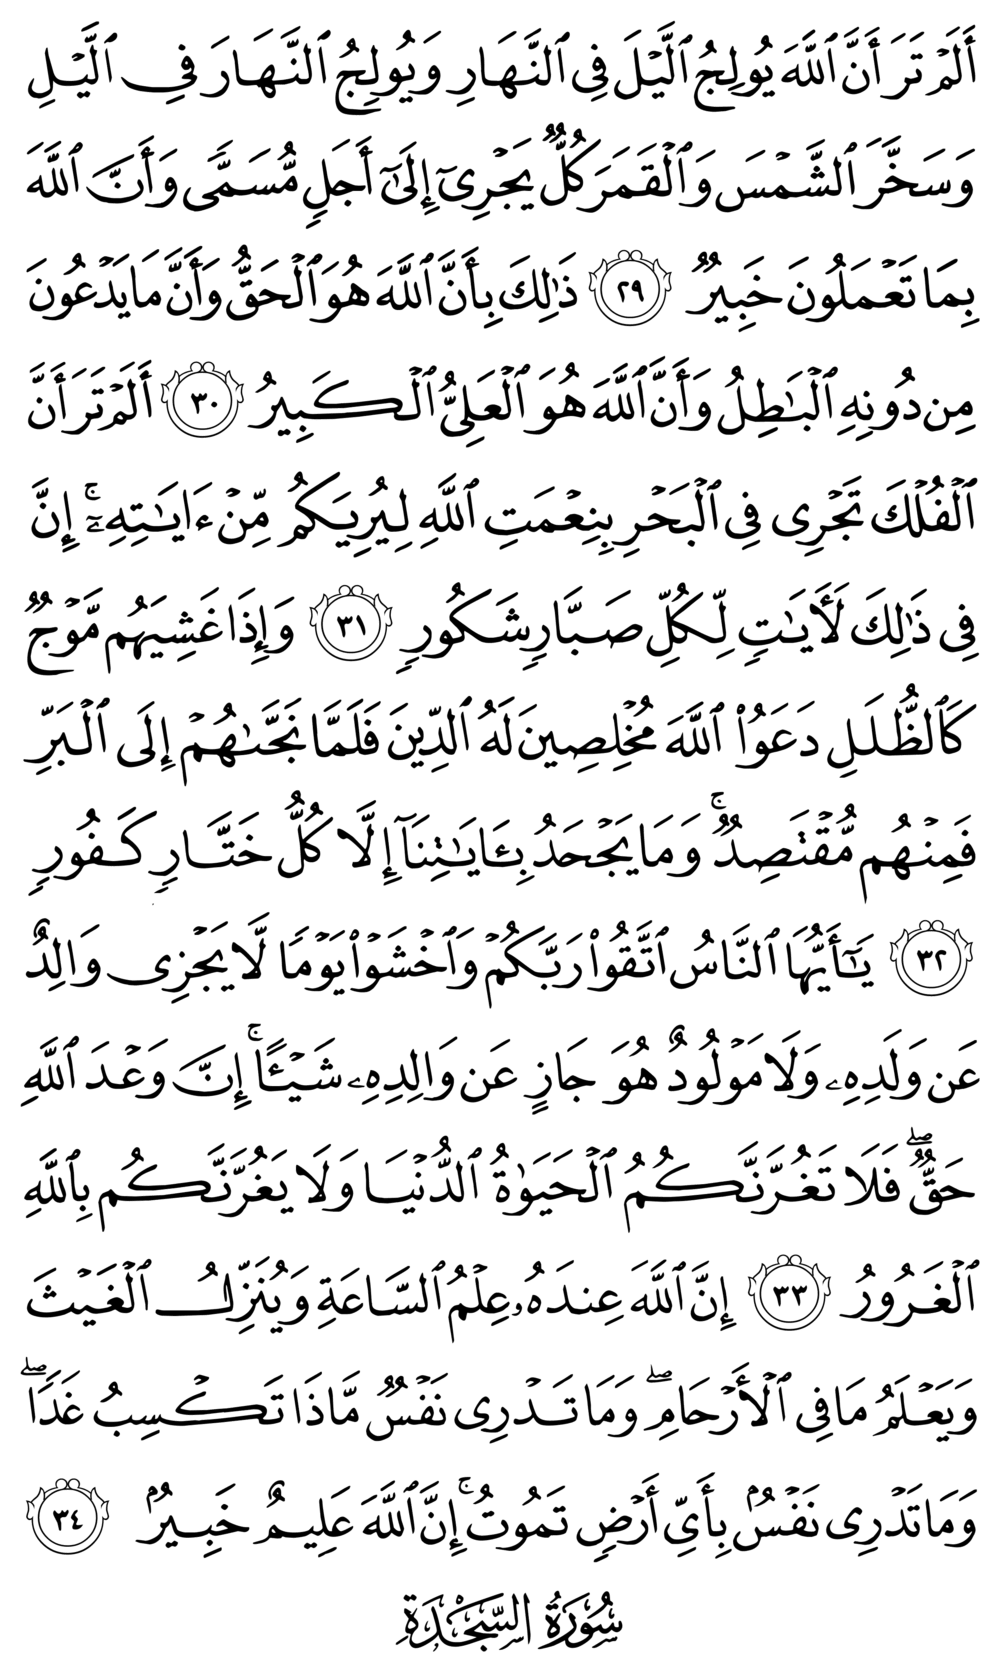 أَلَمۡ تَرَ أَنَّ ٱللَّهَ يُولِجُ ٱلَّيۡلَ فِي ٱلنَّهَارِ وَيُولِجُ ٱلنَّهَارَ فِي ٱلَّيۡلِ
وَسَخَّرَ ٱلشَّمۡسَ وَٱلۡقَمَرَ كُلٌّ يَجۡرِيٓ إِلَىٰٓ أَجَلٍ مُّسَمًّى وَأَنَّ ٱللَّهَ
بِمَا تَعۡمَلُونَ خَبِيرٌ ٢٩ ذَٰلِكَ بِأَنَّ ٱللَّهَ هُوَ ٱلۡحَقُّ وَأَنَّ مَا يَدۡعُونَ
مِن دُونِهِ ٱلۡبَٰطِلُ وَأَنَّ ٱللَّهَ هُوَ ٱلۡعَلِيُّ ٱلۡكَبِيرُ ٣٠ أَلَمۡ تَرَ أَنَّ
ٱلۡفُلۡكَ تَجۡرِي فِي ٱلۡبَحۡرِ بِنِعۡمَتِ ٱللَّهِ لِيُرِيَكُم مِّنۡ ءَايَٰتِهِۦٓۚ إِنَّ
فِي ذَٰلِكَ لَأٓيَٰتٍ لِّكُلِّ صَبَّارٍ شَكُورٍ ٣١ وَإِذَا غَشِيَهُم مَّوۡجٌ
كَٱلظُّلَلِ دَعَوُاْ ٱللَّهَ مُخۡلِصِينَ لَهُ ٱلدِّينَ فَلَمَّا نَجَّىٰهُمۡ إِلَى ٱلۡبَرِّ
فَمِنۡهُم مُّقۡتَصِدٌۚ وَمَا يَجۡحَدُ بِـَٔايَٰتِنَآ إِلَّا كُلُّ خَتَّارٍ كَفُورٍ
٣٢ يَٰٓأَيُّهَا ٱلنَّاسُ ٱتَّقُواْ رَبَّكُمۡ وَٱخۡشَوۡاْ يَوۡمًا لَّا يَجۡزِي وَالِدٌ
عَن وَلَدِهِۦ وَلَا مَوۡلُودٌ هُوَ جَازٍ عَن وَالِدِهِۦ شَيۡـًٔاۚ إِنَّ وَعۡدَ ٱللَّهِ
حَقٌّۖ فَلَا تَغُرَّنَّكُمُ ٱلۡحَيَوٰةُ ٱلدُّنۡيَا وَلَا يَغُرَّنَّكُم بِٱللَّهِ
ٱلۡغَرُورُ ٣٣ إِنَّ ٱللَّهَ عِندَهُۥ عِلۡمُ ٱلسَّاعَةِ وَيُنَزِّلُ ٱلۡغَيۡثَ
وَيَعۡلَمُ مَا فِي ٱلۡأَرۡحَامِۖ وَمَا تَدۡرِي نَفۡسٌ مَّاذَا تَكۡسِبُ غَدًاۖ
وَمَا تَدۡرِي نَفۡسُۢ بِأَيِّ أَرۡضٍ تَمُوتُۚ إِنَّ ٱللَّهَ عَلِيمٌ خَبِيرُۢ ٣٤
سُورَةُ السَّجْدَةِ